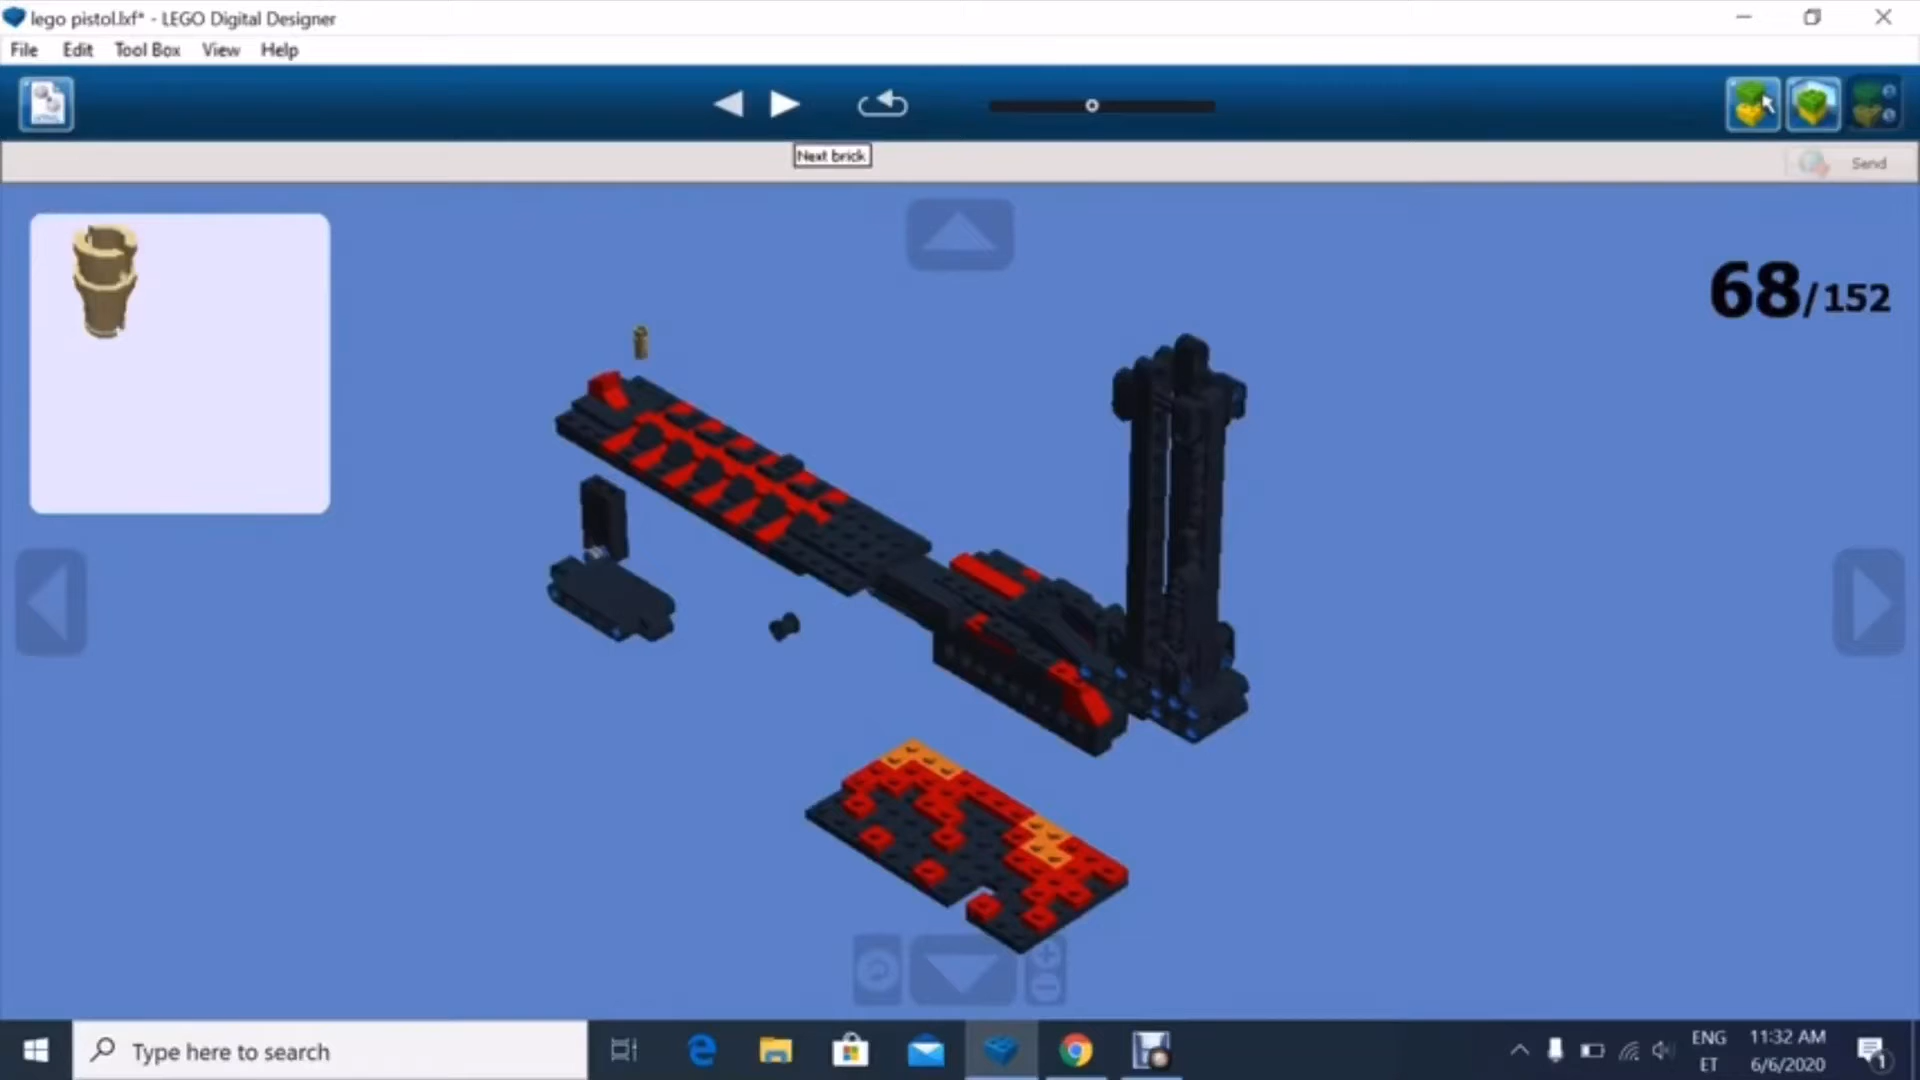 lego pistol.lxf* - LEGO Digital Designer
File Edit Tool Box View Help
Next brick
Send
68/152
Type here to search
ENG
ET
11:32 AM
6/6/2020
1